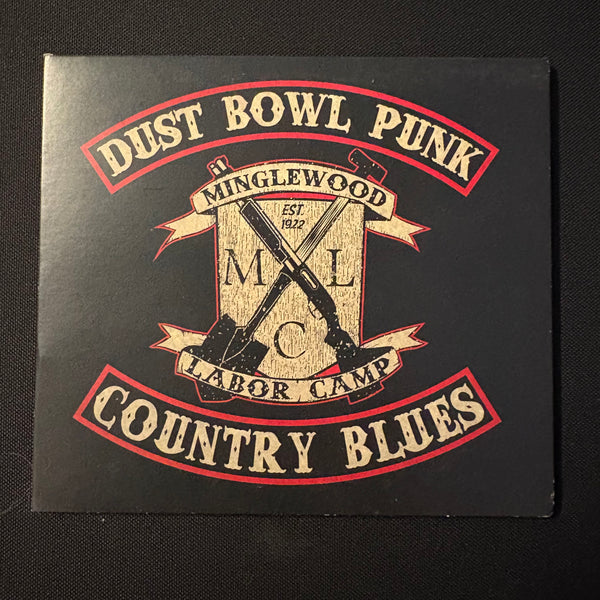 DUST BOWL PUNK
MINGLEWOOD
EST.
1922
M L
C
LABOR CAMP
COUNTRY BLUES